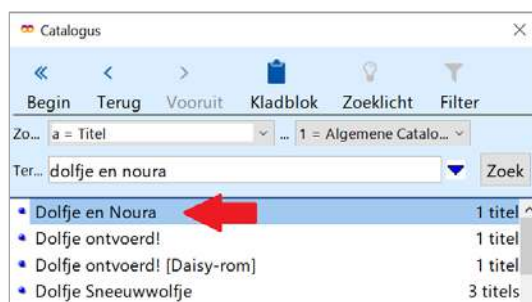 Catalogus
Begin Terug Vooruit Kladblok Zoeklicht Filter
Zo... a = Titel ... 1 = Algemene Catalo...
Ter... dolfje en noura Zoek
Dolfje en Noura 1 titel
Dolfje ontvoerd! 1 titel
Dolfje ontvoerd! [Daisy-rom] 1 titel
Dolfje Sneeuwwolfje 3 titels